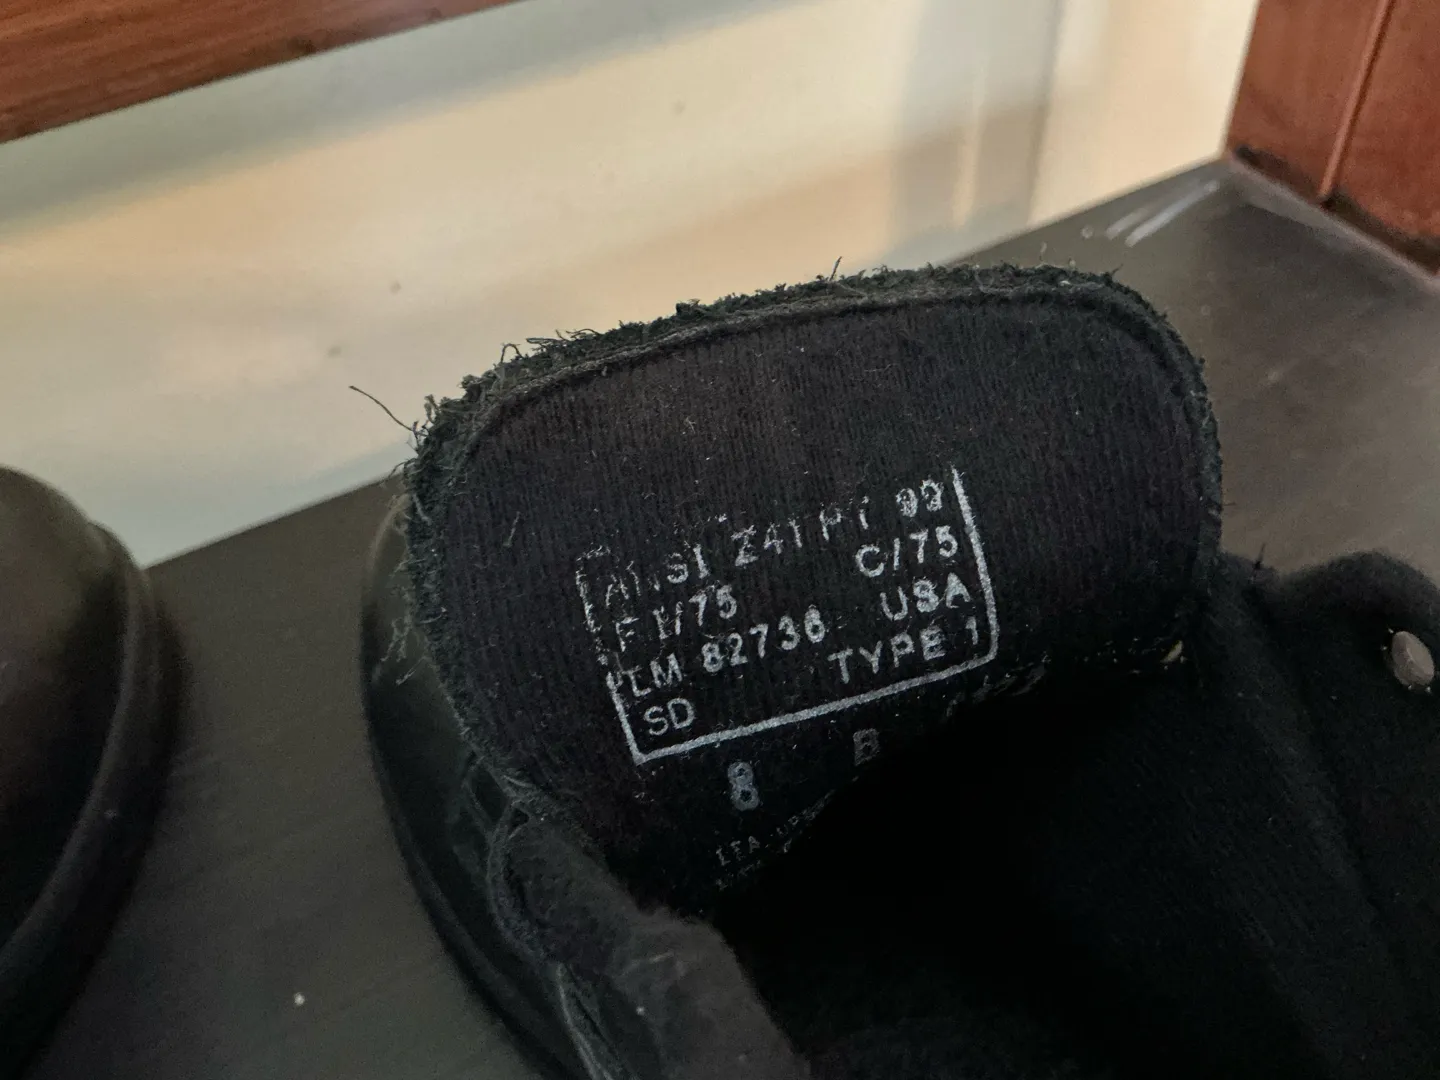 ANSI Z41 PT 99
F I/75 C/75
LM 82736 USA
SD TYPE 1
8 B